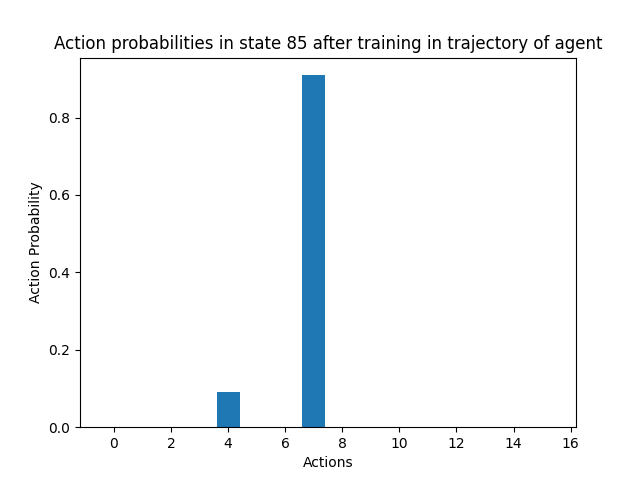 Action probabilities in state 85 after training in trajectory of agent
Action Probability
0.8
0.6
0.4
0.2
0.0
0 2 4 6 8 10 12 14 16
Actions